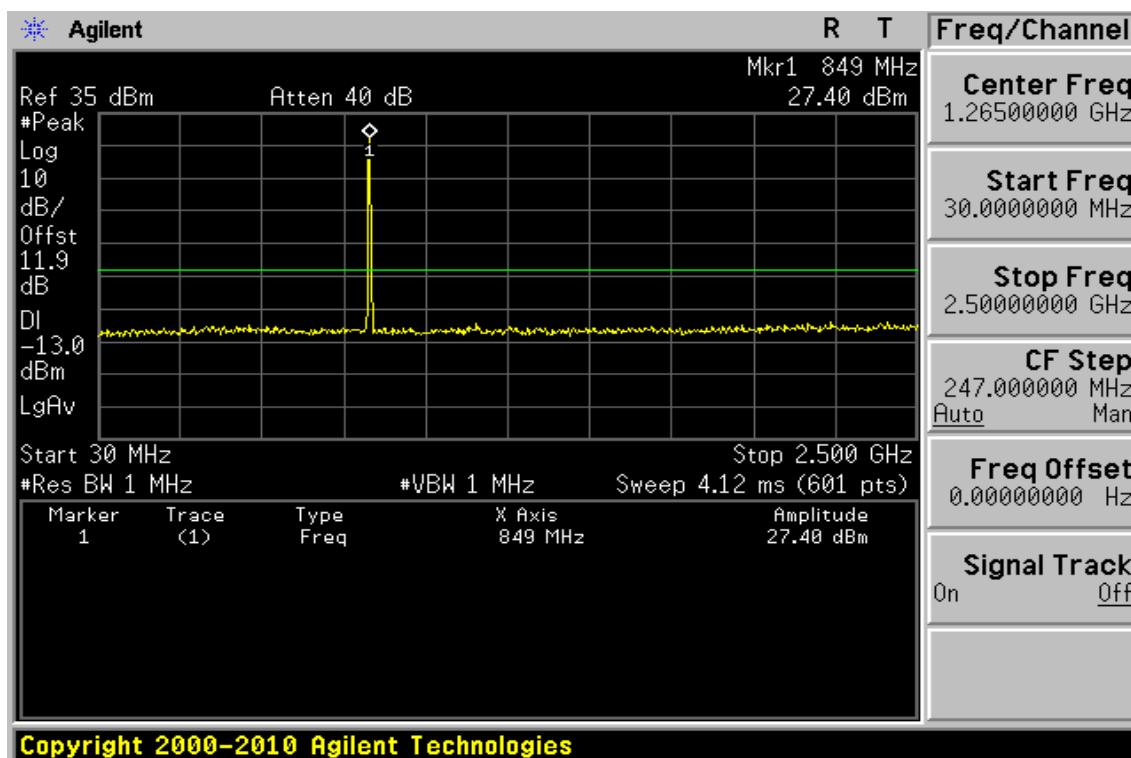 Agilent R T
Mkr1 849 MHz
Ref 35 dBm Atten 40 dB 27.40 dBm
#Peak
Log
10
dB/
Offst
11.9
dB
DI
-13.0
dBm
LgAv
1
Start 30 MHz Stop 2.500 GHz
#Res BW 1 MHz #VBW 1 MHz Sweep 4.12 ms (601 pts)
Marker Trace Type X Axis Amplitude
1 (1) Freq 849 MHz 27.40 dBm
Freq/Channel
Center Freq
1.26500000 GHz
Start Freq
30.0000000 MHz
Stop Freq
2.50000000 GHz
CF Step
247.000000 MHz
Auto Man
Freq Offset
0.00000000 Hz
Signal Track
On Off
Copyright 2000-2010 Agilent Technologies